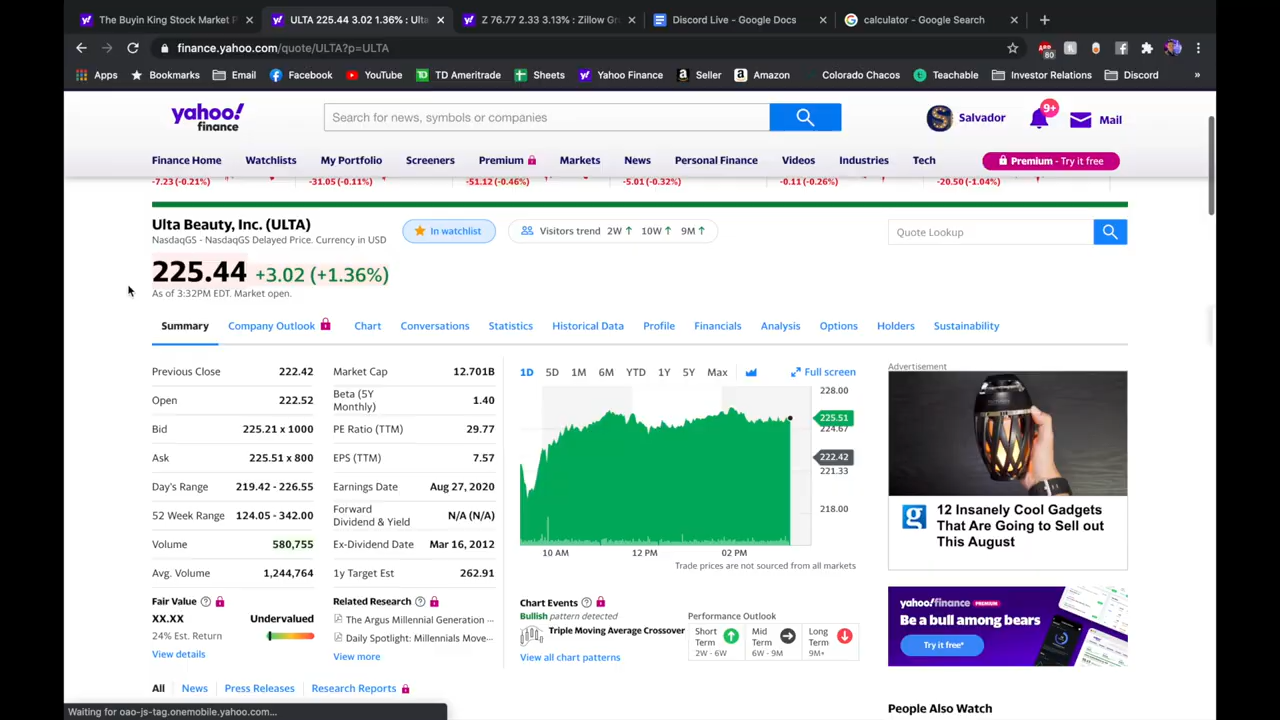 The Buyin King Stock Market P
ULTA 225.44 3.02 1.36% : Ulta
Z 76.77 2.33 3.13% : Zillow Gr
Discord Live - Google Docs
calculator - Google Search
finance.yahoo.com/quote/ULTA?p=ULTA
80
Apps
Bookmarks
Email
Facebook
YouTube
TD Ameritrade
Sheets
Yahoo Finance
Seller
Amazon
Colorado Chacos
Teachable
Investor Relations
Discord
»
yahoo!
finance
Search for news, symbols or companies
Salvador
9+
Mail
Finance Home
Watchlists
My Portfolio
Screeners
Premium
Markets
News
Personal Finance
Videos
Industries
Tech
Premium - Try it free
-7.23 (-0.21%)
-31.05 (-0.11%)
-51.12 (-0.46%)
-5.01 (-0.32%)
-0.11 (-0.26%)
-20.50 (-1.04%)
Ulta Beauty, Inc. (ULTA)
NasdaqGS - NasdaqGS Delayed Price. Currency in USD
In watchlist
Visitors trend 2W↑ 10W↑ 9M↑
Quote Lookup
225.44 +3.02 (+1.36%)
As of 3:32PM EDT. Market open.
Summary
Company Outlook
Chart
Conversations
Statistics
Historical Data
Profile
Financials
Analysis
Options
Holders
Sustainability
Previous Close 222.42
Open 222.52
Bid 225.21 x 1000
Ask 225.51 x 800
Day's Range 219.42 - 226.55
52 Week Range 124.05 - 342.00
Volume 580,755
Avg. Volume 1,244,764
Market Cap 12.701B
Beta (5Y
Monthly) 1.40
PE Ratio (TTM) 29.77
EPS (TTM) 7.57
Earnings Date Aug 27, 2020
Forward
Dividend & Yield N/A (N/A)
Ex-Dividend Date Mar 16, 2012
1y Target Est 262.91
1D 5D 1M 6M YTD 1Y 5Y Max
Full screen
228.00
225.51
224.67
222.42
221.33
218.00
10 AM 12 PM 02 PM
Trade prices are not sourced from all markets
Advertisement
12 Insanely Cool Gadgets
That Are Going to Sell out
This August
Fair Value
XX.XX Undervalued
24% Est. Return
View details
Related Research
The Argus Millennial Generation ...
Daily Spotlight: Millennials Move...
View more
Chart Events
Bullish pattern detected
Triple Moving Average Crossover
View all chart patterns
Performance Outlook
Short
Term
2W - 6W
Mid
Term
6W - 9M
Long
Term
9M+
yahoo!finance PREMIUM
Be a bull among bears
Try it free*
All
News
Press Releases
Research Reports
People Also Watch
Waiting for oao-js-tag.onemobile.yahoo.com...